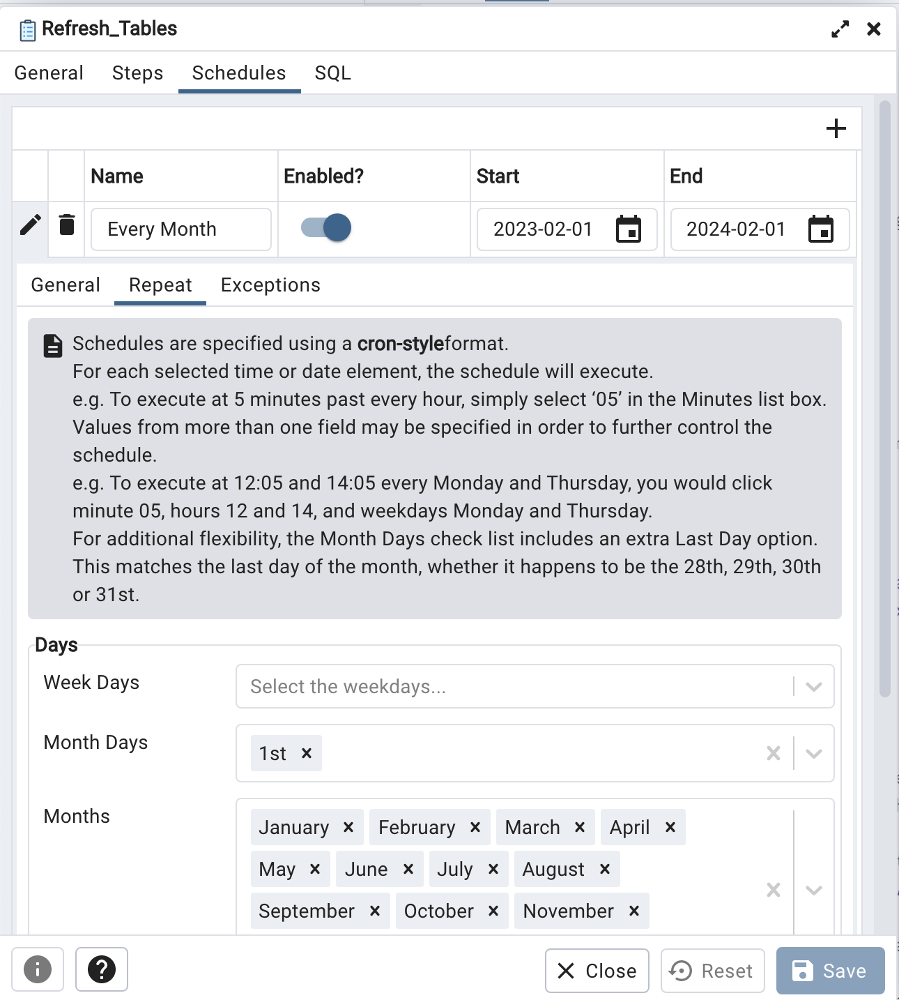 Refresh_Tables
General Steps Schedules SQL
Name Enabled? Start End
Every Month 2023-02-01 2024-02-01
General Repeat Exceptions
Schedules are specified using a cron-styleformat.
For each selected time or date element, the schedule will execute.
e.g. To execute at 5 minutes past every hour, simply select ‘05’ in the Minutes list box.
Values from more than one field may be specified in order to further control the
schedule.
e.g. To execute at 12:05 and 14:05 every Monday and Thursday, you would click
minute 05, hours 12 and 14, and weekdays Monday and Thursday.
For additional flexibility, the Month Days check list includes an extra Last Day option.
This matches the last day of the month, whether it happens to be the 28th, 29th, 30th
or 31st.
Days
Week Days Select the weekdays...
Month Days 1st
Months January February March April
May June July August
September October November
Close Reset Save